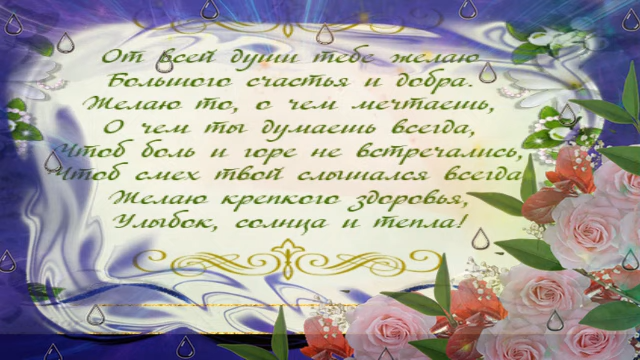 От всей души тебе желаю
Большого счастья и добра.
Желаю то, о чем мечтаешь,
О чем ты думаешь всегда,
Чтоб боль и горе не встречались,
Чтоб смех твой слышался всегда
Желаю крепкого здоровья,
Улыбок, солнца и тепла!